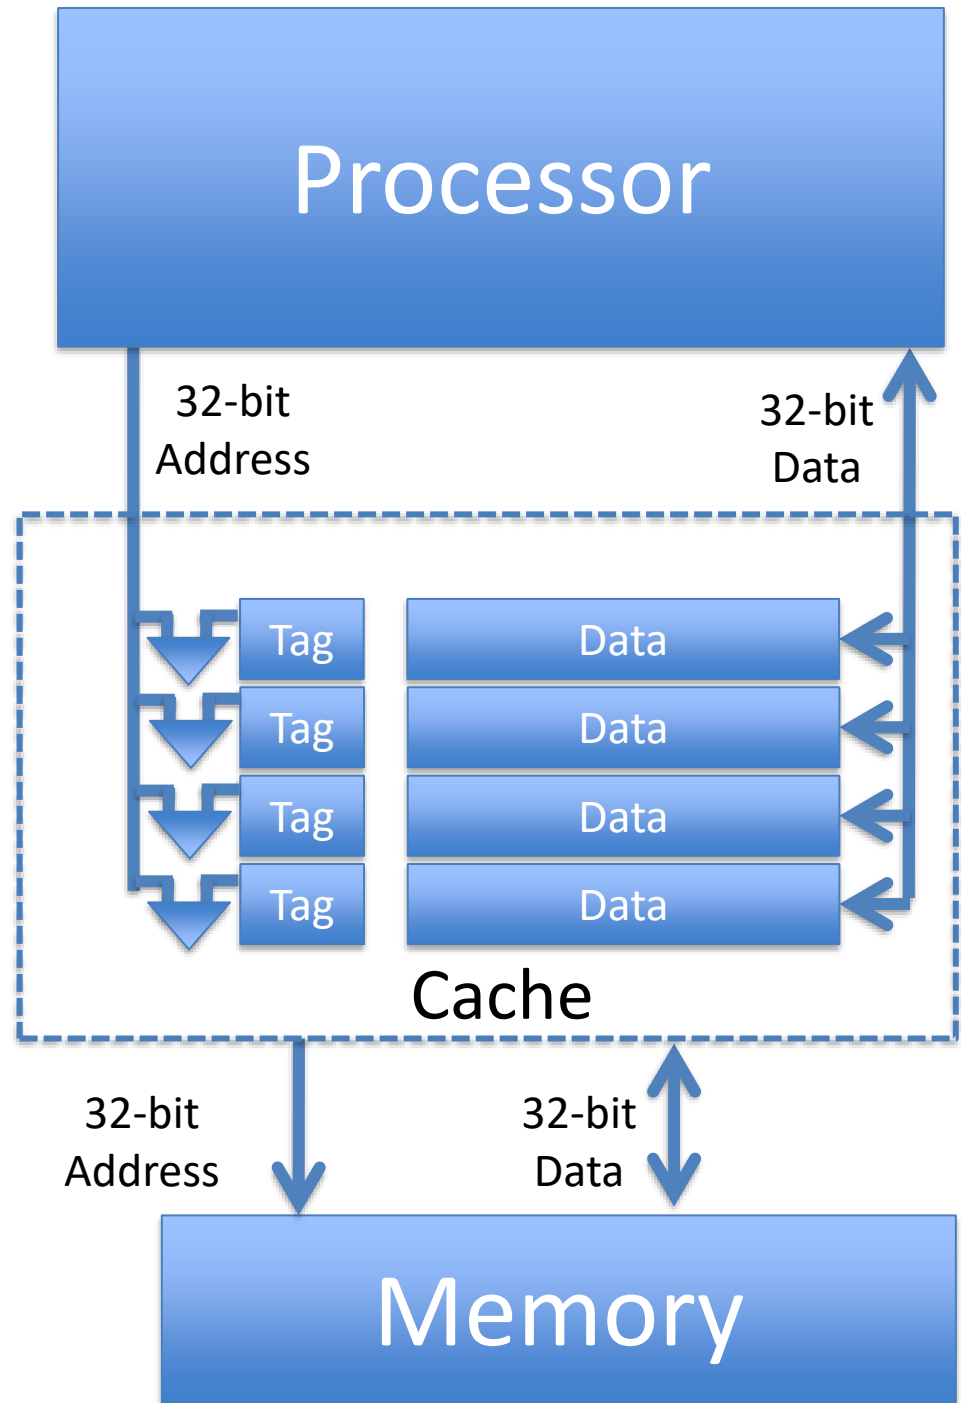 Processor
32-bit
Address
32-bit
Data
Tag
Data
Tag
Data
Tag
Data
Tag
Data
Cache
32-bit
Address
32-bit
Data
Memory